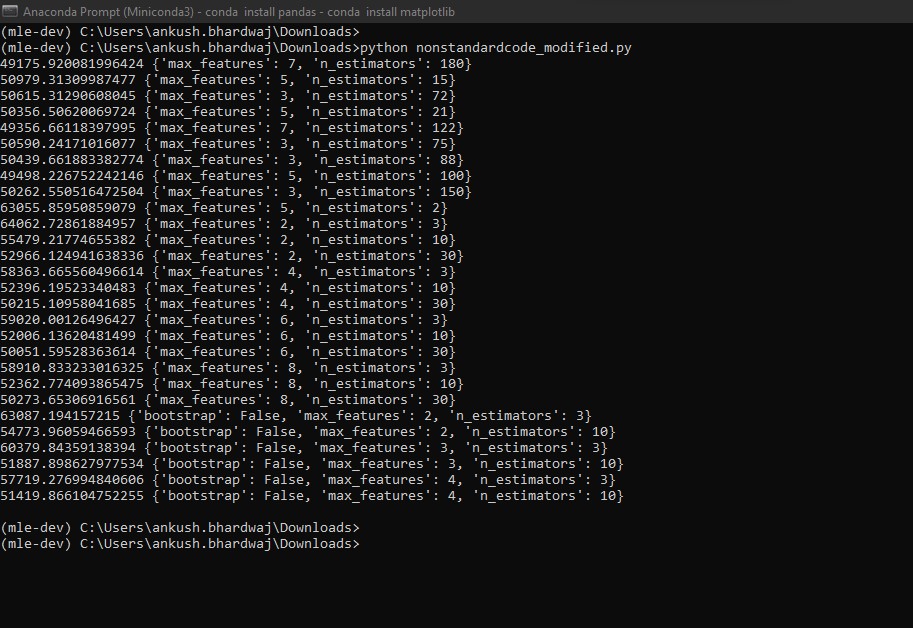 Anaconda Prompt (Miniconda3) - conda  install pandas - conda  install matplotlib
(mle-dev) C:\Users\ankush.bhardwaj\Downloads>
(mle-dev) C:\Users\ankush.bhardwaj\Downloads>python nonstandardcode_modified.py
49175.920081996424 {'max_features': 7, 'n_estimators': 180}
50979.31309987477 {'max_features': 5, 'n_estimators': 15}
50615.31290608045 {'max_features': 3, 'n_estimators': 72}
50356.50620069724 {'max_features': 5, 'n_estimators': 21}
49356.66118397995 {'max_features': 7, 'n_estimators': 122}
50590.24171016077 {'max_features': 3, 'n_estimators': 75}
50439.661883382774 {'max_features': 3, 'n_estimators': 88}
49498.226752242146 {'max_features': 5, 'n_estimators': 100}
50262.550516472504 {'max_features': 3, 'n_estimators': 150}
63055.85950859079 {'max_features': 5, 'n_estimators': 2}
64062.72861884957 {'max_features': 2, 'n_estimators': 3}
55479.21774655382 {'max_features': 2, 'n_estimators': 10}
52966.124941638336 {'max_features': 2, 'n_estimators': 30}
58363.665560496614 {'max_features': 4, 'n_estimators': 3}
52396.19523340483 {'max_features': 4, 'n_estimators': 10}
50215.10958041685 {'max_features': 4, 'n_estimators': 30}
59020.00126496427 {'max_features': 6, 'n_estimators': 3}
52006.13620481499 {'max_features': 6, 'n_estimators': 10}
50051.59528363614 {'max_features': 6, 'n_estimators': 30}
58910.833233016325 {'max_features': 8, 'n_estimators': 3}
52362.774093865475 {'max_features': 8, 'n_estimators': 10}
50273.65306916561 {'max_features': 8, 'n_estimators': 30}
63087.194157215 {'bootstrap': False, 'max_features': 2, 'n_estimators': 3}
54773.96059466593 {'bootstrap': False, 'max_features': 2, 'n_estimators': 10}
60379.84359138394 {'bootstrap': False, 'max_features': 3, 'n_estimators': 3}
51887.898627977534 {'bootstrap': False, 'max_features': 3, 'n_estimators': 10}
57719.276994840606 {'bootstrap': False, 'max_features': 4, 'n_estimators': 3}
51419.866104752255 {'bootstrap': False, 'max_features': 4, 'n_estimators': 10}
(mle-dev) C:\Users\ankush.bhardwaj\Downloads>
(mle-dev) C:\Users\ankush.bhardwaj\Downloads>